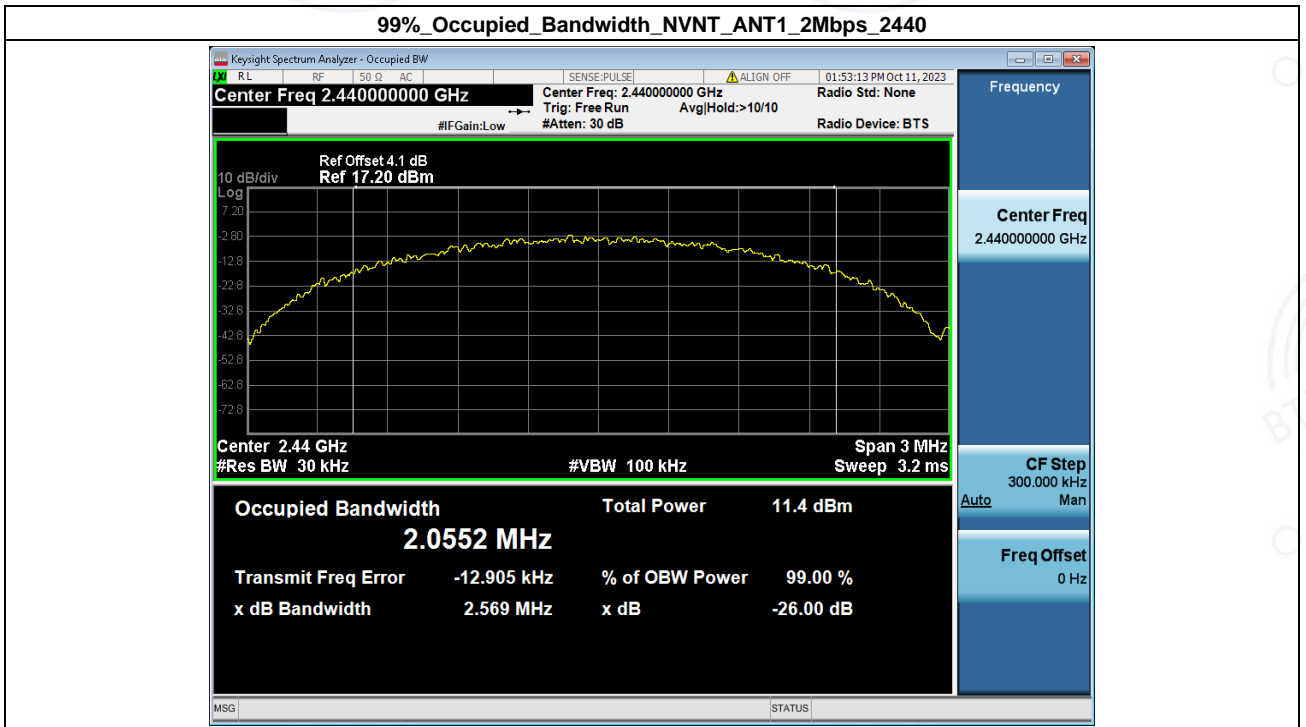 99%_Occupied_Bandwidth_NVNT_ANT1_2Mbps_2440
Keysight Spectrum Analyzer - Occupied BW
LXI RL RF 50 Ω AC SENSE:PULSE ALIGN OFF 01:53:13 PM Oct 11, 2023
Center Freq 2.440000000 GHz
Center Freq: 2.440000000 GHz Radio Std: None
Trig: Free Run Avg|Hold:>10/10
#IFGain:Low #Atten: 30 dB Radio Device: BTS
Ref Offset 4.1 dB
10 dB/div Ref 17.20 dBm
Log
7.20
-2.80
-12.8
-22.8
-32.8
-42.8
-52.8
-62.8
-72.8
Center 2.44 GHz Span 3 MHz
#Res BW 30 kHz #VBW 100 kHz Sweep 3.2 ms
Occupied Bandwidth Total Power 11.4 dBm
2.0552 MHz
Transmit Freq Error -12.905 kHz % of OBW Power 99.00 %
x dB Bandwidth 2.569 MHz x dB -26.00 dB
MSG STATUS
Frequency
Center Freq
2.440000000 GHz
CF Step
300.000 kHz
Auto Man
Freq Offset
0 Hz